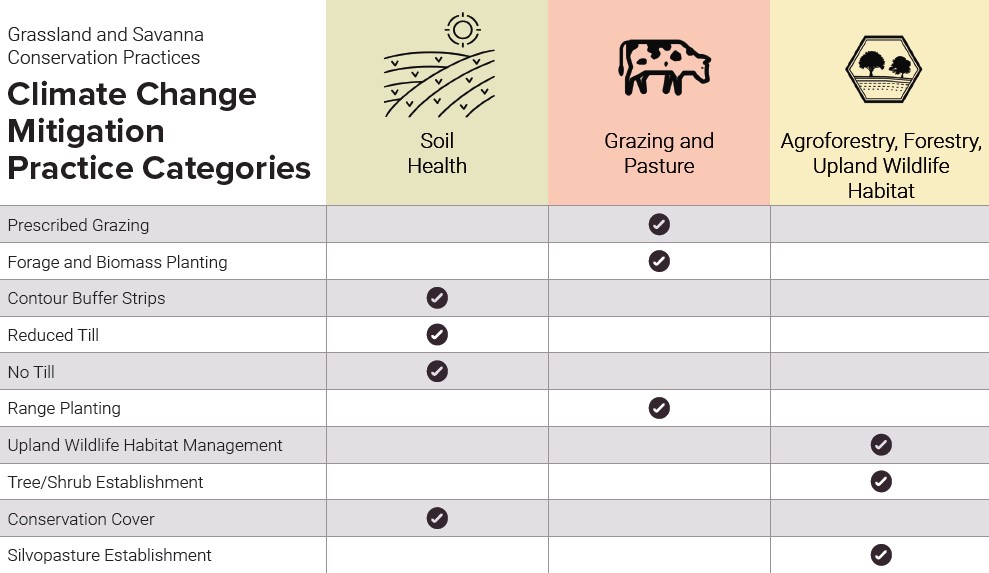 Grassland and Savanna
Conservation Practices
Climate Change
Mitigation
Practice Categories
Soil
Health
Grazing and
Pasture
Agroforestry, Forestry,
Upland Wildlife
Habitat
Prescribed Grazing
Forage and Biomass Planting
Contour Buffer Strips
Reduced Till
No Till
Range Planting
Upland Wildlife Habitat Management
Tree/Shrub Establishment
Conservation Cover
Silvopasture Establishment